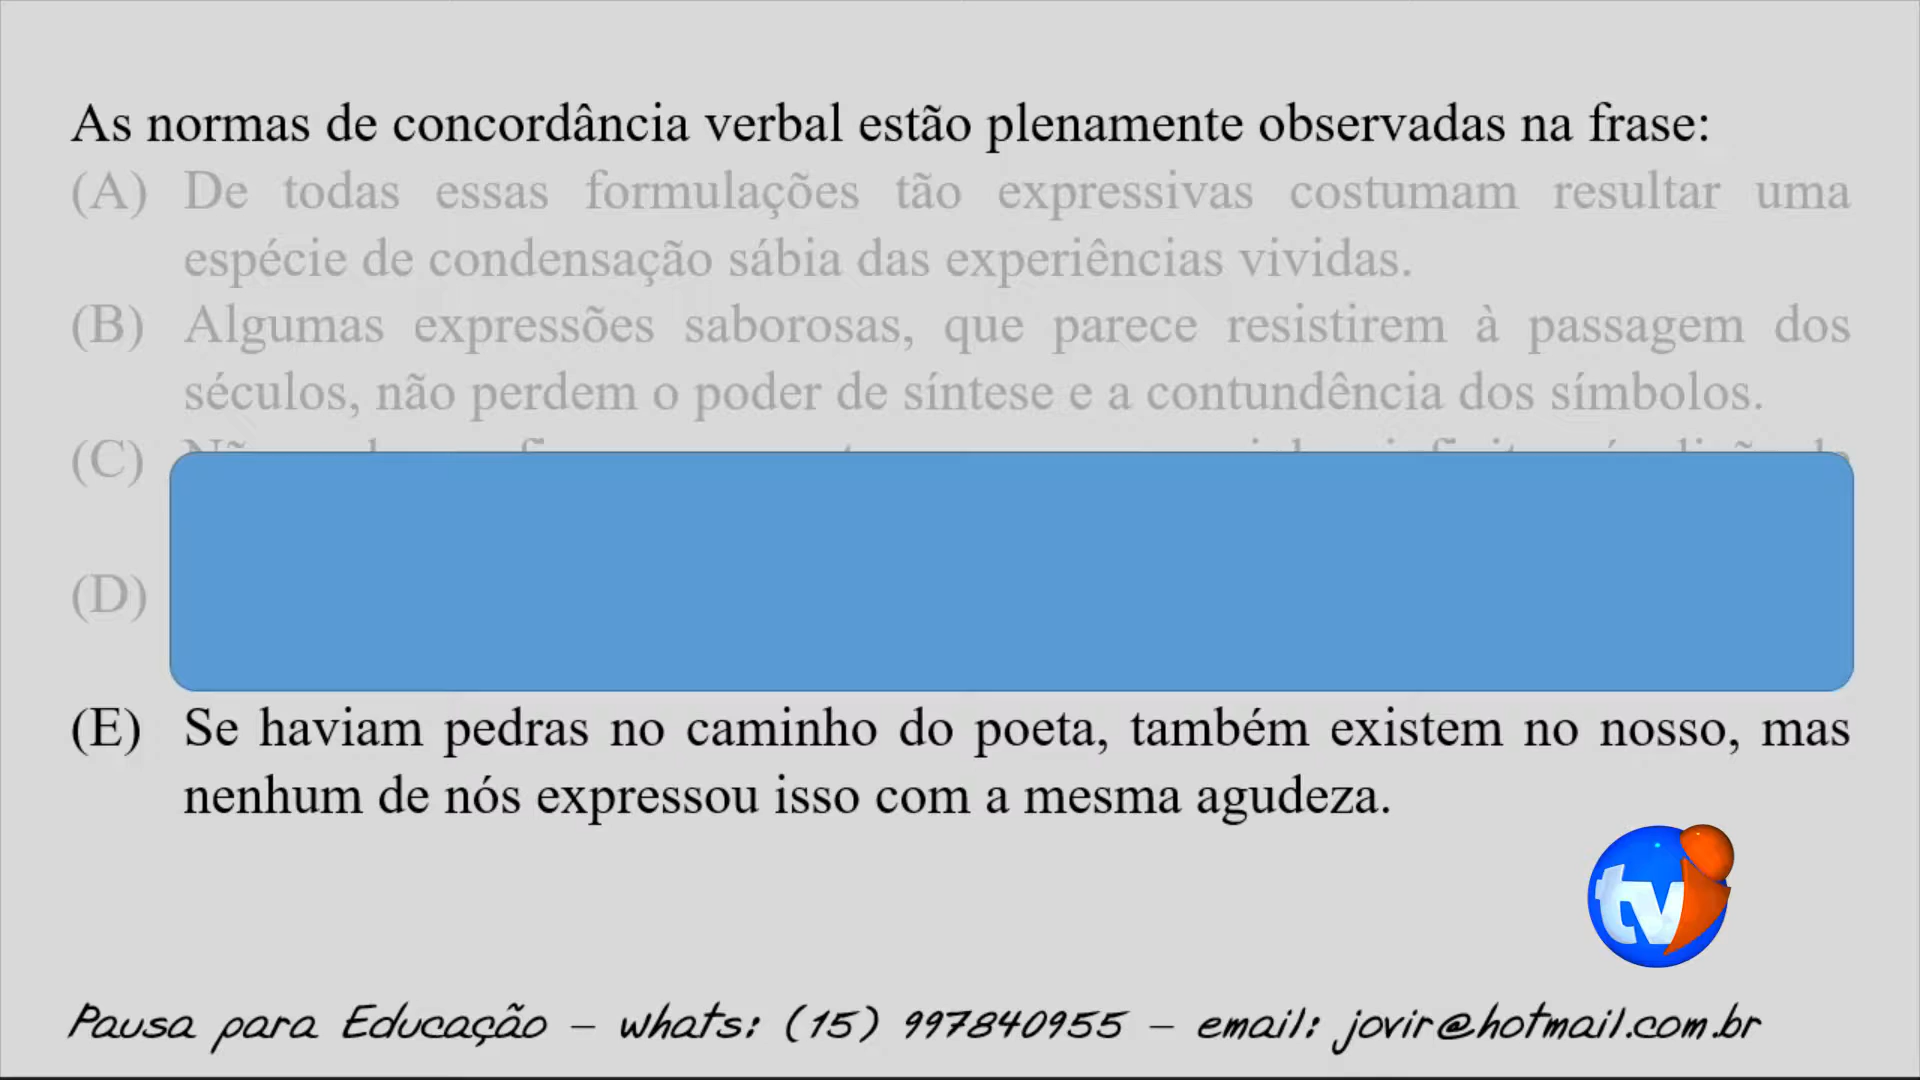 As normas de concordância verbal estão plenamente observadas na frase:
(A) De todas essas formulações tão expressivas costumam resultar uma
espécie de condensação sábia das experiências vividas.
(B) Algumas expressões saborosas, que parece resistirem à passagem dos
séculos, não perdem o poder de síntese e a contundência dos símbolos.
(C)
(D)
(E) Se haviam pedras no caminho do poeta, também existem no nosso, mas
nenhum de nós expressou isso com a mesma agudeza.
tv
Pausa para Educação – whats: (15) 997840955 – email: jovir@hotmail.com.br